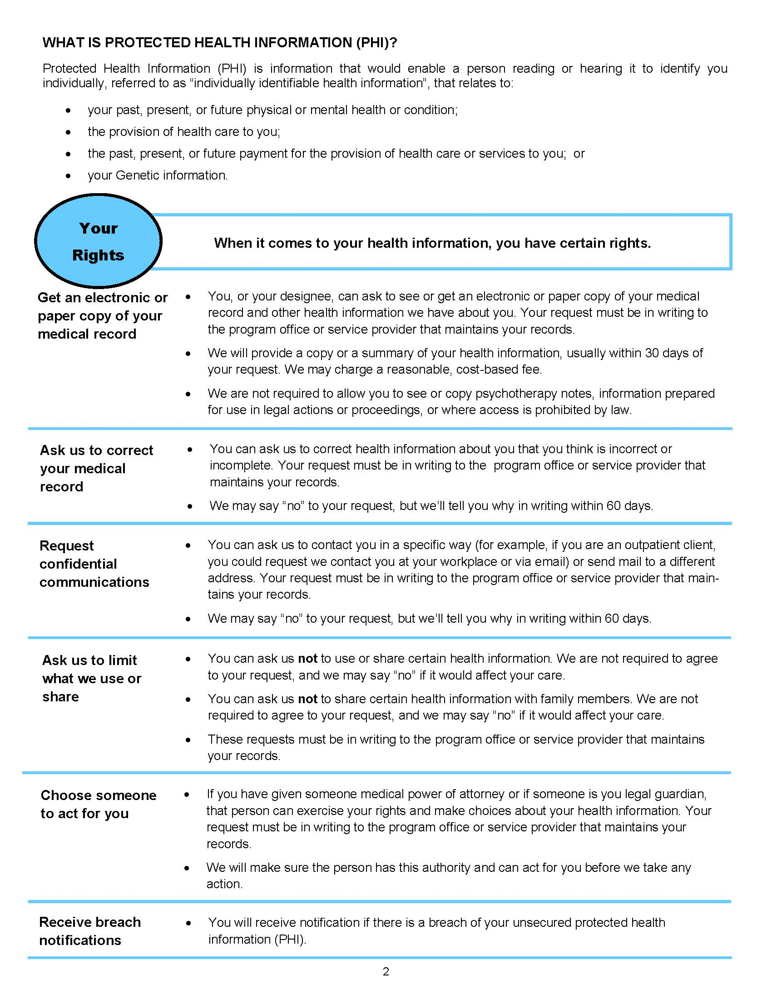 WHAT IS PROTECTED HEALTH INFORMATION (PHI)?
Protected Health Information (PHI) is information that would enable a person reading or hearing it to identify you
individually, referred to as “individually identifiable health information”, that relates to:
• your past, present, or future physical or mental health or condition;
• the provision of health care to you;
• the past, present, or future payment for the provision of health care or services to you;  or
• your Genetic information.
Your
Rights
When it comes to your health information, you have certain rights.
Get an electronic or
paper copy of your
medical record
• You, or your designee, can ask to see or get an electronic or paper copy of your medical
record and other health information we have about you. Your request must be in writing to
the program office or service provider that maintains your records.
• We will provide a copy or a summary of your health information, usually within 30 days of
your request. We may charge a reasonable, cost-based fee.
• We are not required to allow you to see or copy psychotherapy notes, information prepared
for use in legal actions or proceedings, or where access is prohibited by law.
Ask us to correct
your medical
record
• You can ask us to correct health information about you that you think is incorrect or
incomplete. Your request must be in writing to the  program office or service provider that
maintains your records.
• We may say “no” to your request, but we’ll tell you why in writing within 60 days.
Request
confidential
communications
• You can ask us to contact you in a specific way (for example, if you are an outpatient client,
you could request we contact you at your workplace or via email) or send mail to a different
address. Your request must be in writing to the program office or service provider that main-
tains your records.
• We may say “no” to your request, but we’ll tell you why in writing within 60 days.
Ask us to limit
what we use or
share
• You can ask us not to use or share certain health information. We are not required to agree
to your request, and we may say “no” if it would affect your care.
• You can ask us not to share certain health information with family members. We are not
required to agree to your request, and we may say “no” if it would affect your care.
• These requests must be in writing to the program office or service provider that maintains
your records.
Choose someone
to act for you
• If you have given someone medical power of attorney or if someone is you legal guardian,
that person can exercise your rights and make choices about your health information. Your
request must be in writing to the program office or service provider that maintains your
records.
• We will make sure the person has this authority and can act for you before we take any
action.
Receive breach
notifications
• You will receive notification if there is a breach of your unsecured protected health
information (PHI).
2